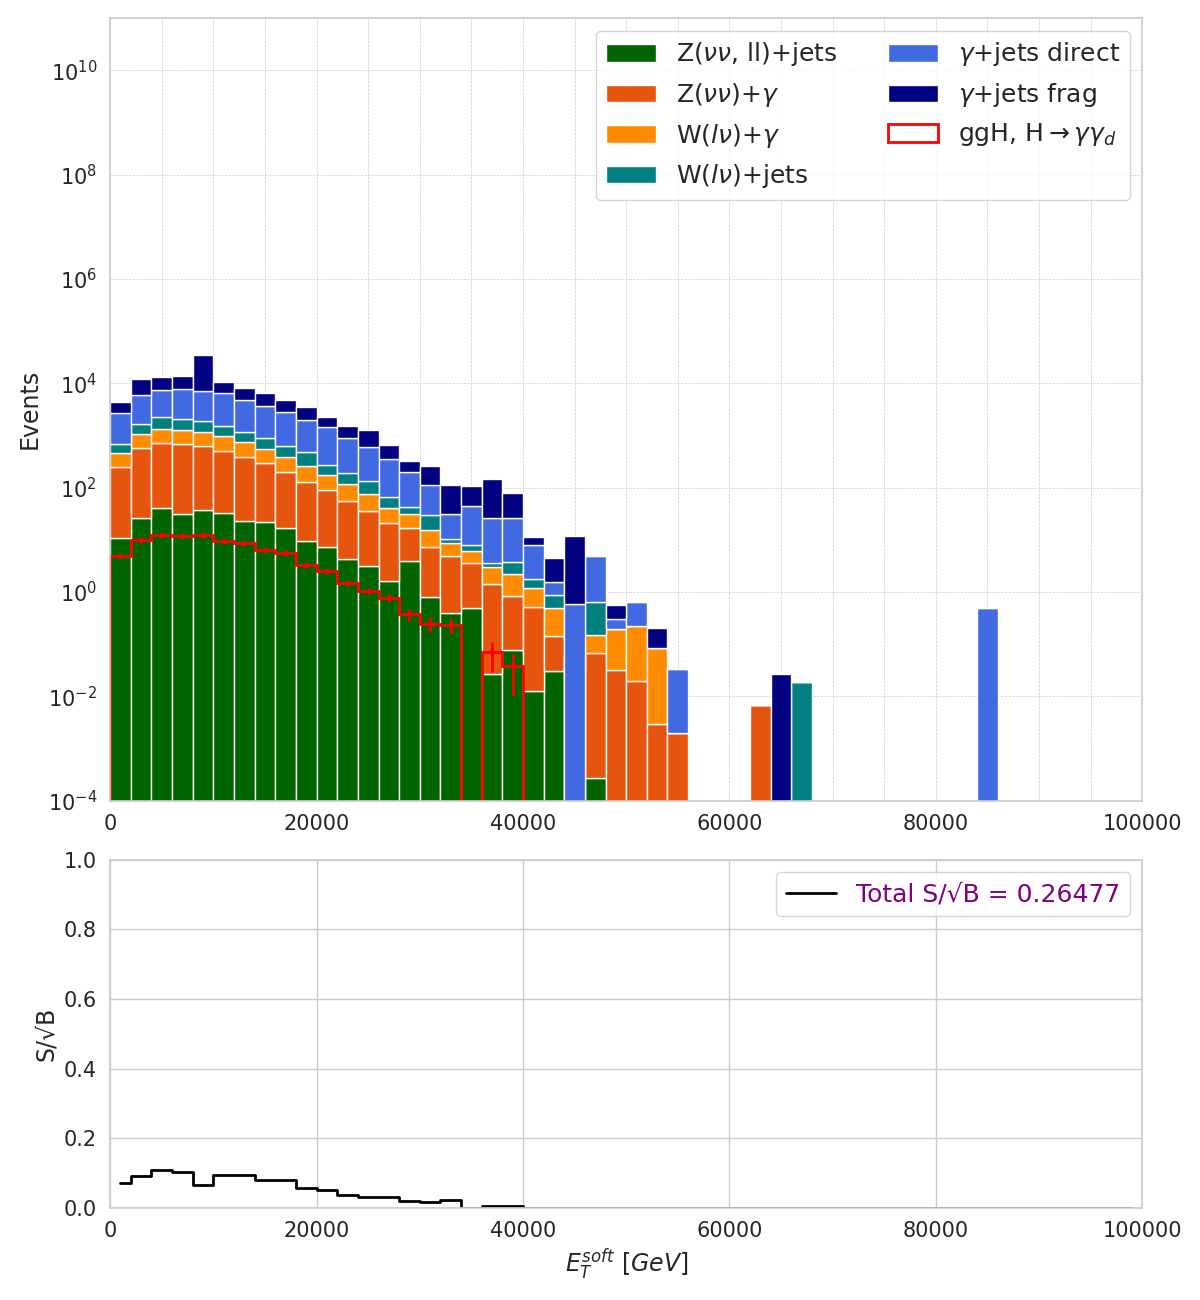 Z(νν, ll)+jets
Z(νν)+γ
W(lν)+γ
W(lν)+jets
γ+jets direct
γ+jets frag
ggH, H→γγ_d
Events
10^10
10^8
10^6
10^4
10^2
10^0
10^−2
10^−4
0 20000 40000 60000 80000 100000
Total S/√B = 0.26477
S/√B
1.0
0.8
0.6
0.4
0.2
0.0
0 20000 40000 60000 80000 100000
E_T^soft [GeV]